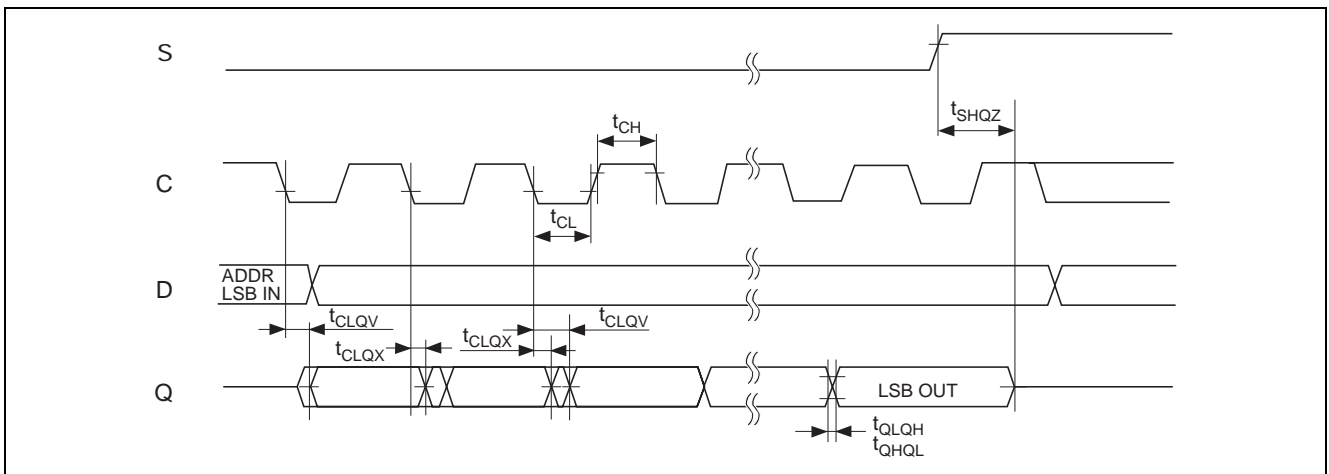 S
tSHQZ
tCH
C
tCL
ADDR
LSB IN
D
tCLQV
tCLQX
tCLQX
tCLQV
Q
LSB OUT
tQLQH
tQHQL